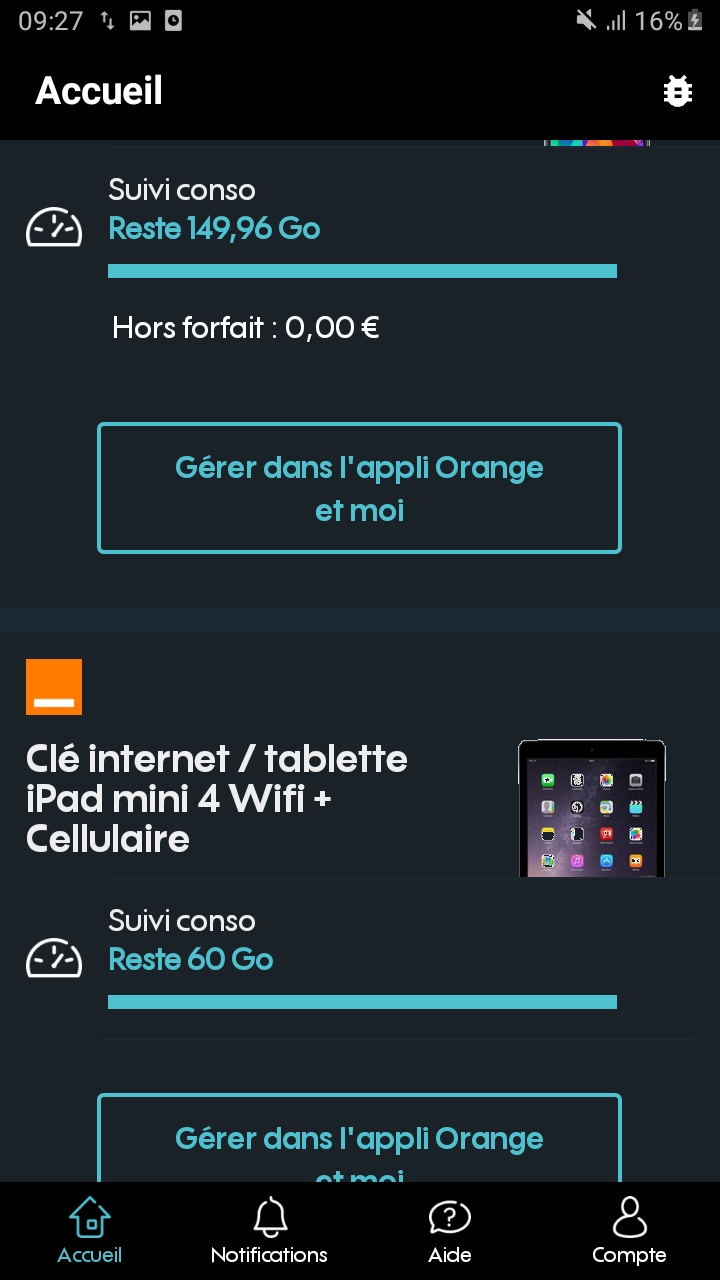 09:27
16%
Accueil
Suivi conso
Reste 149,96 Go
Hors forfait : 0,00 €
Gérer dans l'appli Orange
et moi
Clé internet / tablette
iPad mini 4 Wifi +
Cellulaire
Suivi conso
Reste 60 Go
Gérer dans l'appli Orange
et moi
Accueil
Notifications
Aide
Compte